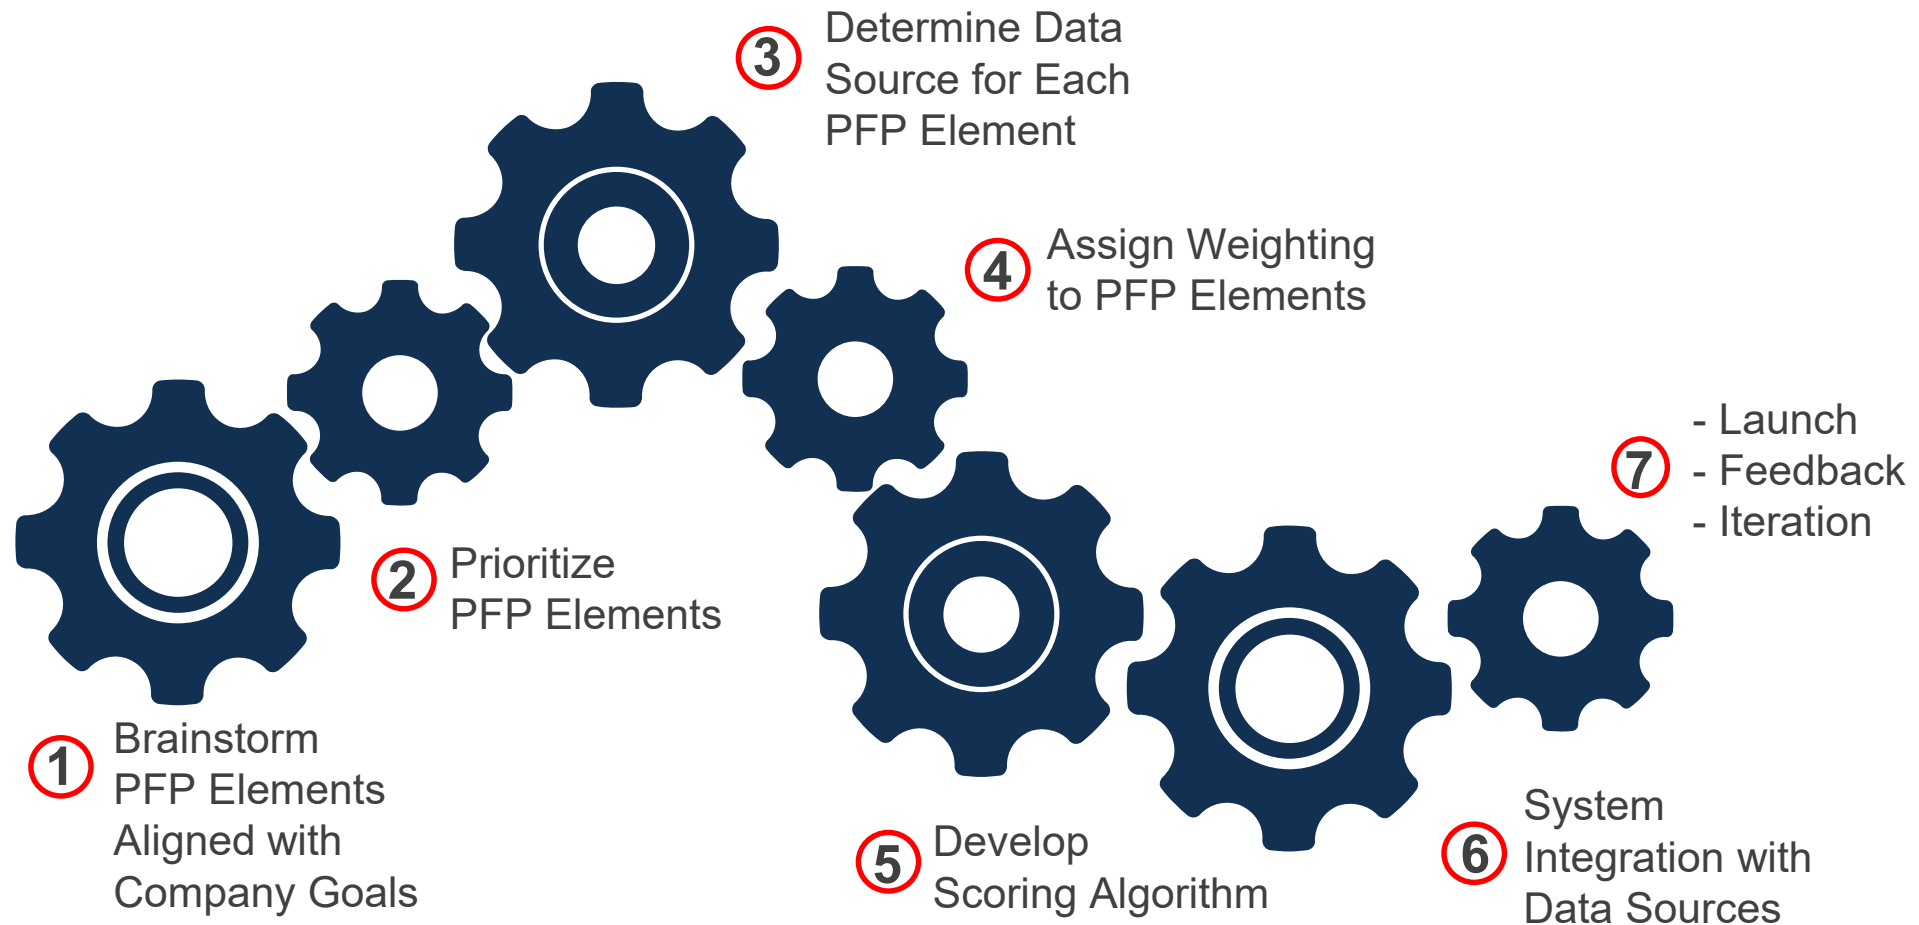 1
Brainstorm
PFP Elements
Aligned with
Company Goals
2
Prioritize
PFP Elements
3
Determine Data
Source for Each
PFP Element
4
Assign Weighting
to PFP Elements
5
Develop
Scoring Algorithm
6
System
Integration with
Data Sources
7
- Launch
- Feedback
- Iteration